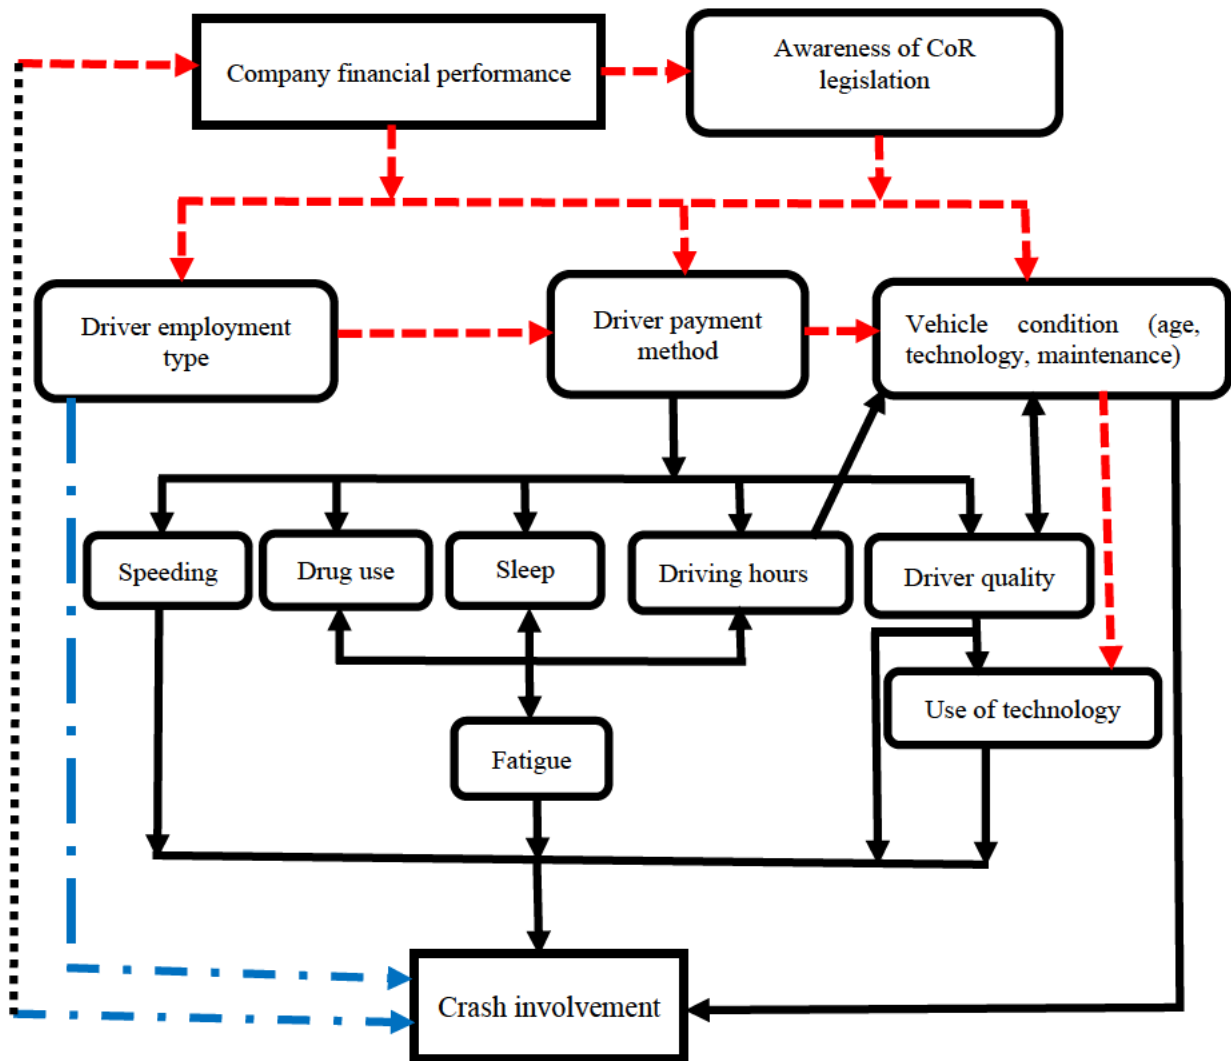 Company financial performance
Awareness of CoR
legislation
Driver employment
type
Driver payment
method
Vehicle condition (age,
technology, maintenance)
Speeding
Drug use
Sleep
Driving hours
Driver quality
Use of technology
Fatigue
Crash involvement